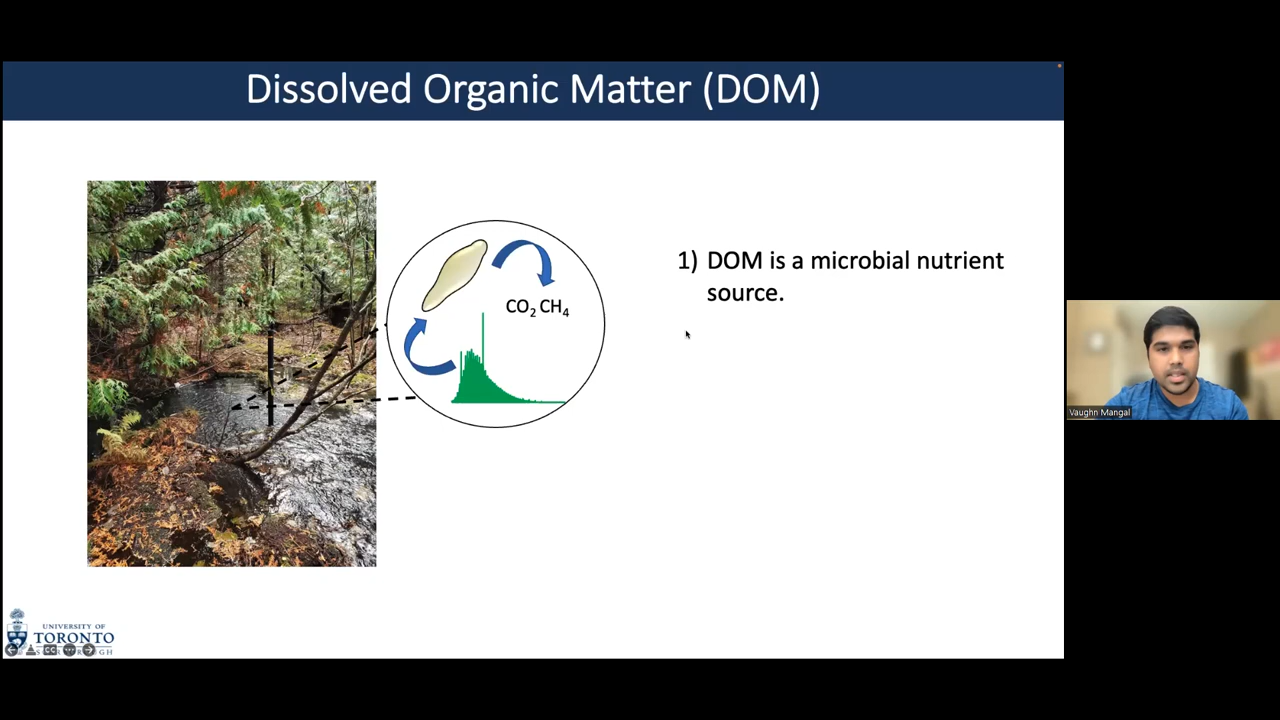 Dissolved Organic Matter (DOM)
CO2 CH4
1) DOM is a microbial nutrient
source.
Vaughn Mangal
UNIVERSITY OF
TORONTO